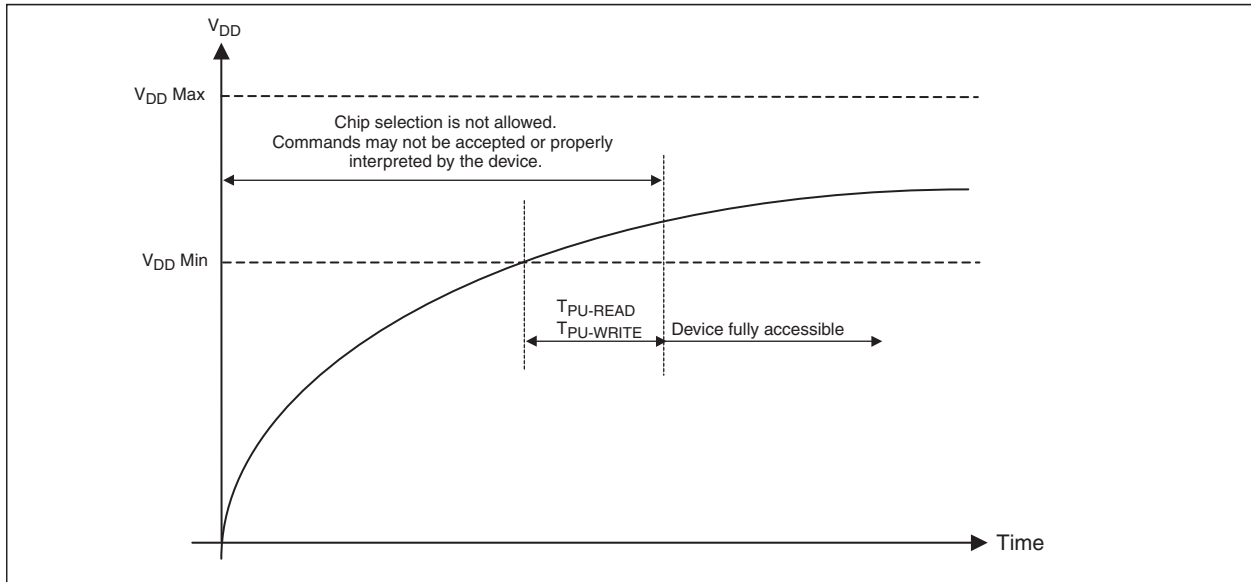 VDD
VDD Max
Chip selection is not allowed.
Commands may not be accepted or properly
interpreted by the device.
VDD Min
TPU-READ
TPU-WRITE
Device fully accessible
Time